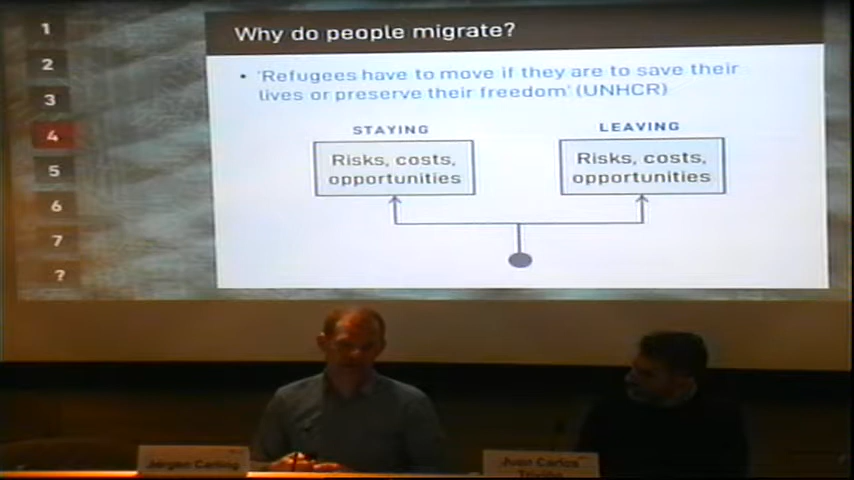 1
2
3
4
5
6
7
?
Why do people migrate?
• 'Refugees have to move if they are to save their
lives or preserve their freedom' (UNHCR)
STAYING
Risks, costs,
opportunities
LEAVING
Risks, costs,
opportunities
Jørgen Carling
Juan Carlos